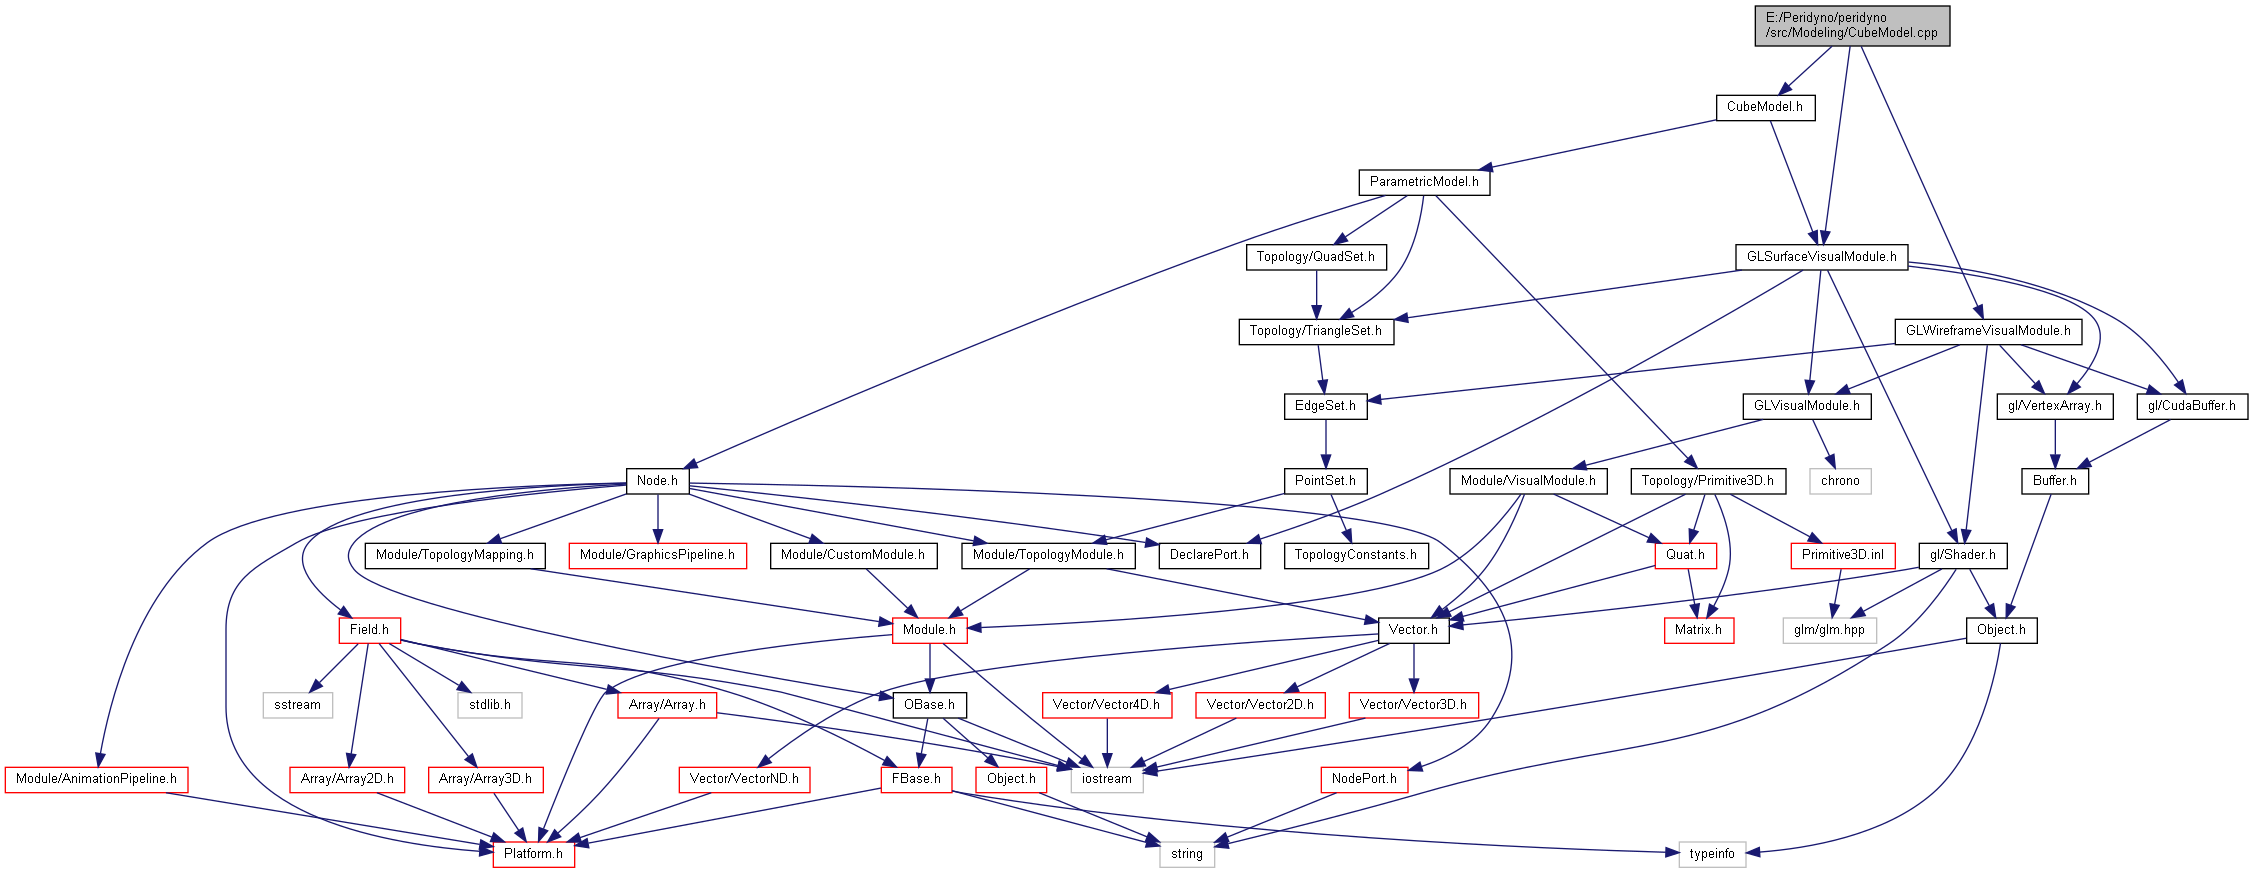 E:/Peridyno/peridyno
/src/Modeling/CubeModel.cpp
CubeModel.h
ParametricModel.h
Topology/QuadSet.h
GLSurfaceVisualModule.h
Topology/TriangleSet.h
GLWireframeVisualModule.h
EdgeSet.h
GLVisualModule.h
gl/VertexArray.h
gl/CudaBuffer.h
Node.h
PointSet.h
Module/VisualModule.h
Topology/Primitive3D.h
chrono
Buffer.h
Module/TopologyMapping.h
Module/GraphicsPipeline.h
Module/CustomModule.h
Module/TopologyModule.h
DeclarePort.h
TopologyConstants.h
Quat.h
Primitive3D.inl
gl/Shader.h
Field.h
Module.h
Vector.h
Matrix.h
glm/glm.hpp
Object.h
sstream
stdlib.h
Array/Array.h
OBase.h
Vector/Vector4D.h
Vector/Vector2D.h
Vector/Vector3D.h
Module/AnimationPipeline.h
Array/Array2D.h
Array/Array3D.h
Vector/VectorND.h
FBase.h
Object.h
iostream
NodePort.h
Platform.h
string
typeinfo